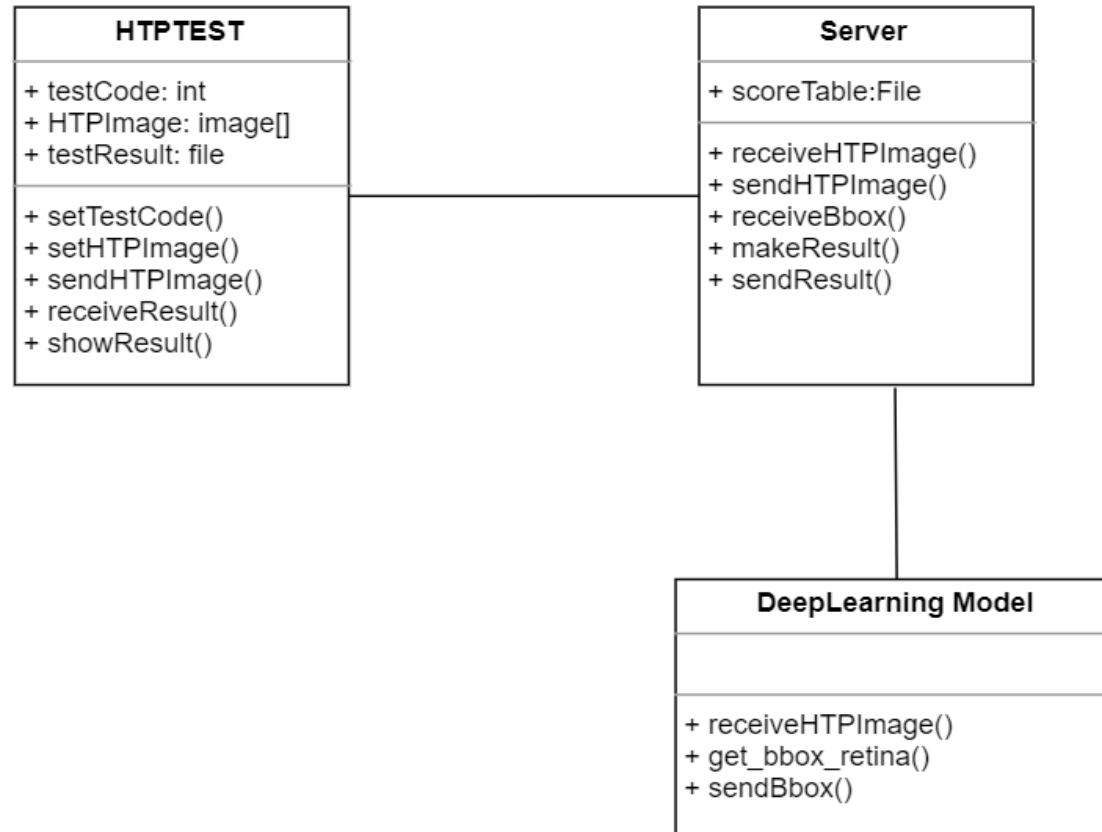 HTPTEST
+ testCode: int
+ HTPImage: image[]
+ testResult: file
+ setTestCode()
+ setHTPImage()
+ sendHTPImage()
+ receiveResult()
+ showResult()
Server
+ scoreTable:File
+ receiveHTPImage()
+ sendHTPImage()
+ receiveBbox()
+ makeResult()
+ sendResult()
DeepLearning Model
+ receiveHTPImage()
+ get_bbox_retina()
+ sendBbox()